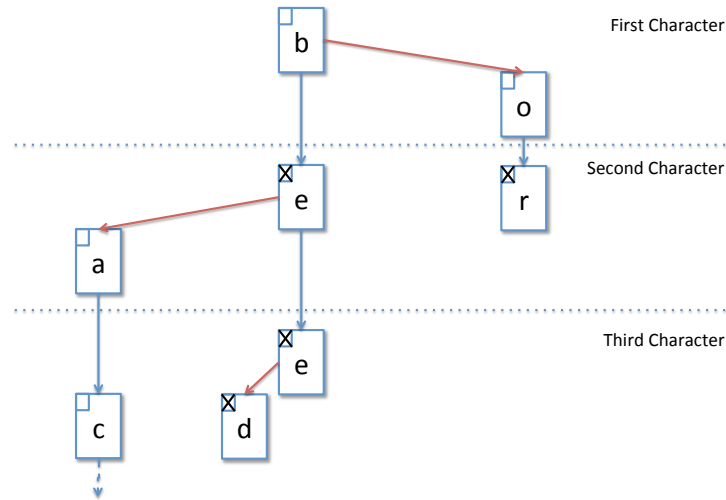 First Character
b
o
Second Character
X
e
X
r
a
Third Character
X
e
c
X
d